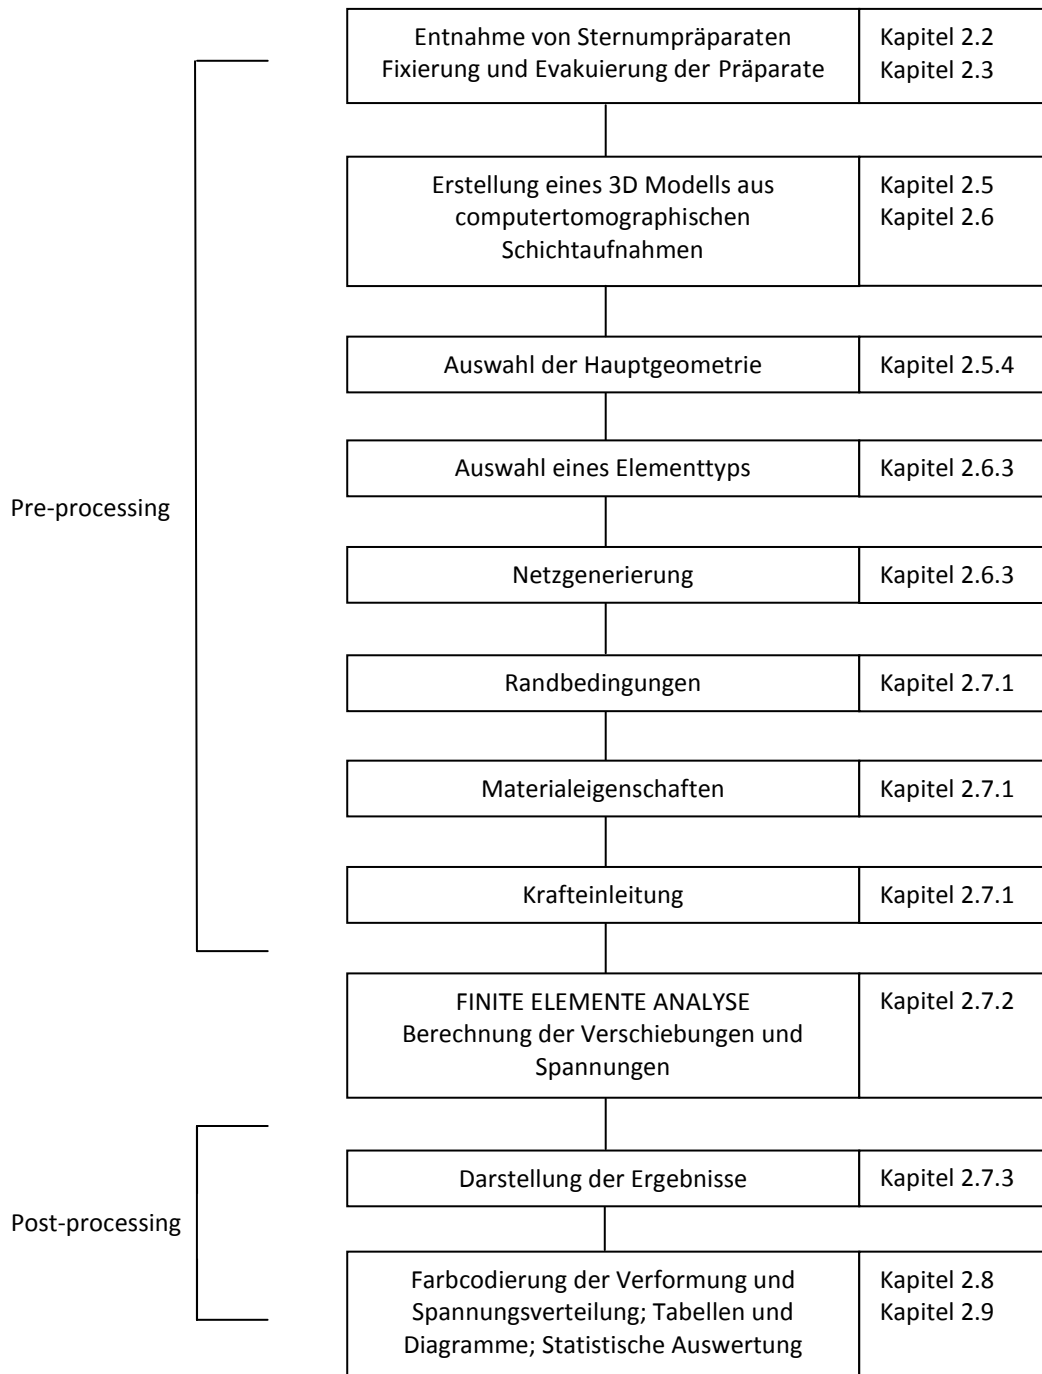 Entnahme von Sternumpräparaten
Fixierung und Evakuierung der Präparate
Kapitel 2.2
Kapitel 2.3
Erstellung eines 3D Modells aus
computertomographischen
Schichtaufnahmen
Kapitel 2.5
Kapitel 2.6
Auswahl der Hauptgeometrie
Kapitel 2.5.4
Auswahl eines Elementtyps
Kapitel 2.6.3
Pre-processing
Netzgenerierung
Kapitel 2.6.3
Randbedingungen
Kapitel 2.7.1
Materialeigenschaften
Kapitel 2.7.1
Krafteinleitung
Kapitel 2.7.1
FINITE ELEMENTE ANALYSE
Berechnung der Verschiebungen und
Spannungen
Kapitel 2.7.2
Darstellung der Ergebnisse
Kapitel 2.7.3
Post-processing
Farbcodierung der Verformung und
Spannungsverteilung; Tabellen und
Diagramme; Statistische Auswertung
Kapitel 2.8
Kapitel 2.9